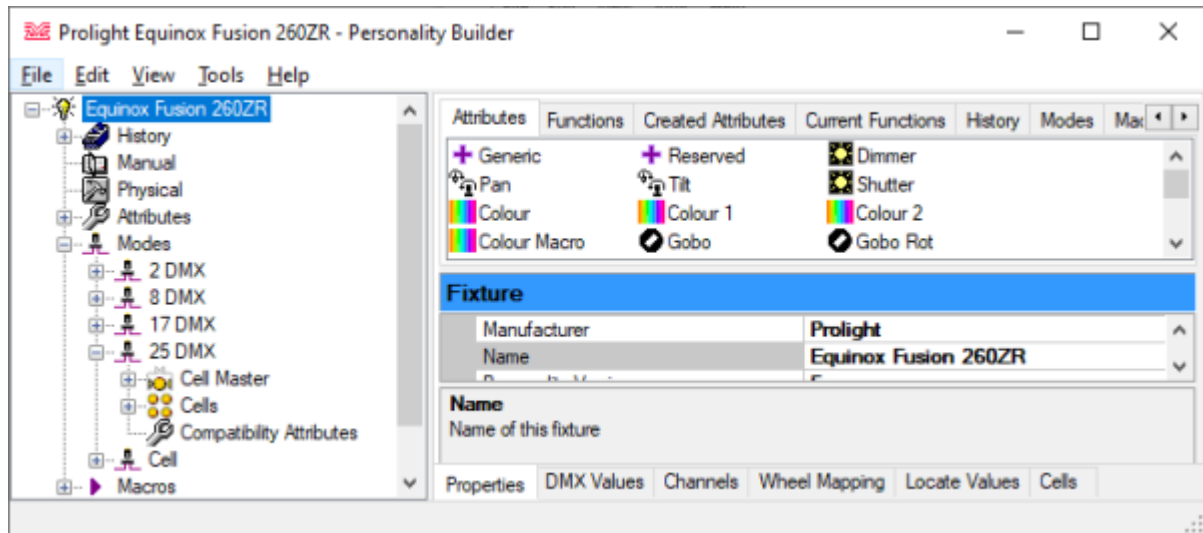 Prolight Equinox Fusion 260ZR - Personality Builder
File Edit View Tools Help
Equinox Fusion 260ZR
History
Manual
Physical
Attributes
Modes
2 DMX
8 DMX
17 DMX
25 DMX
Cell Master
Cells
Compatibility Attributes
Cell
Macros
Attributes Functions Created Attributes Current Functions History Modes
Generic Reserved Dimmer
Pan Tilt Shutter
Colour Colour 1 Colour 2
Colour Macro Gobo Gobo Rot
Fixture
Manufacturer Prolight
Name Equinox Fusion 260ZR
Name
Name of this fixture
Properties DMX Values Channels Wheel Mapping Locate Values Cells